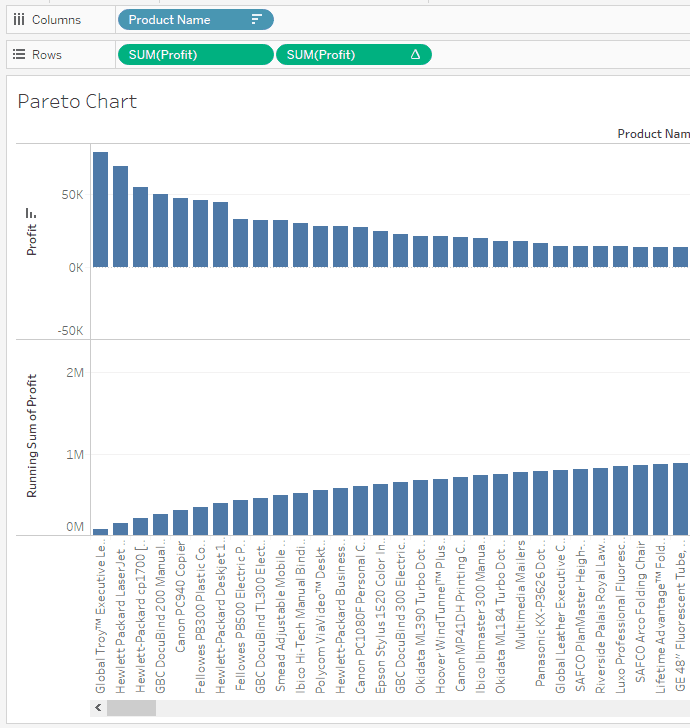 Columns
Product Name
Rows
SUM(Profit)
SUM(Profit)
Pareto Chart
Product Nam
Profit
50K
0K
-50K
Running Sum of Profit
2M
1M
0M
Global Troy™ Executive Le..
Hewlett Packard LaserJet ..
Hewlett-Packard cp1700 [..
GBC DocuBind 200 Manual..
Canon PC940 Copier
Fellowes PB300 Plastic Co..
Hewlett-Packard Deskjet 1..
Fellowes PB500 Electric P..
GBC DocuBind TL300 Elect..
Smead Adjustable Mobile ..
Ibico Hi-Tech Manual Bindi..
Polycom ViaVideo™ Deskt..
Hewlett-Packard Business..
Canon PC1080F Personal C..
Epson Stylus 1520 Color In..
GBC DocuBind 300 Electric..
Okidata ML390 Turbo Dot ..
Hoover WindTunnel™ Plus..
Canon MP41DH Printing C..
Ibico Ibimaster 300 Manua..
Okidata ML184 Turbo Dot..
Multimedia Mailers
Panasonic KX-P3626 Dot ..
Global Leather Executive C..
SAFCO PlanMaster Heigh-..
Riverside Palais Royal Law..
Luxo Professional Fluoresc..
SAFCO Arco Folding Chair
Lifetime Advantage™ Fold..
GE 48" Fluorescent Tube, ..